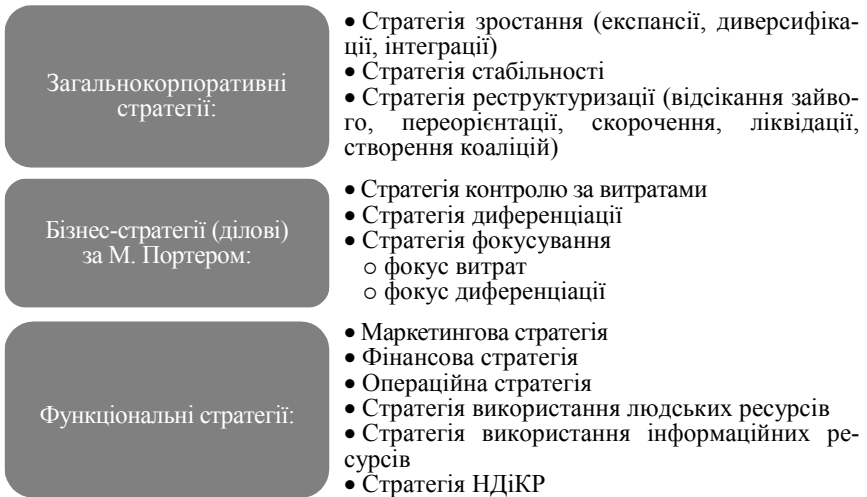 Загальнокорпоративні
стратегії:
• Стратегія зростання (експансії, диверсифіка-
ції, інтеграції)
• Стратегія стабільності
• Стратегія реструктуризації (відсікання зайво-
го, переорієнтації, скорочення, ліквідації,
створення коаліцій)
Бізнес-стратегії (ділові)
за М. Портером:
• Стратегія контролю за витратами
• Стратегія диференціації
• Стратегія фокусування
o фокус витрат
o фокус диференціації
Функціональні стратегії:
• Маркетингова стратегія
• Фінансова стратегія
• Операційна стратегія
• Стратегія використання людських ресурсів
• Стратегія використання інформаційних ре-
сурсів
• Стратегія НДіКР